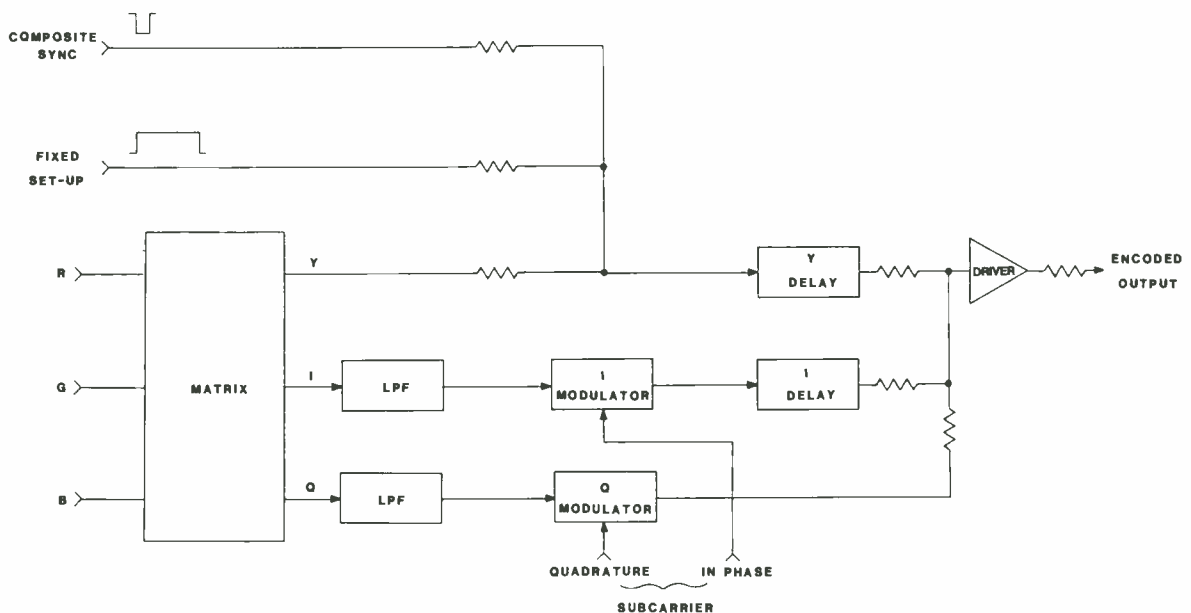 COMPOSITE
SYNC
FIXED
SET-UP
R
Y
Y
DELAY
DRIVER
ENCODED
OUTPUT
G
MATRIX
I
LPF
I
MODULATOR
I
DELAY
B
Q
LPF
Q
MODULATOR
QUADRATURE
IN PHASE
SUBCARRIER